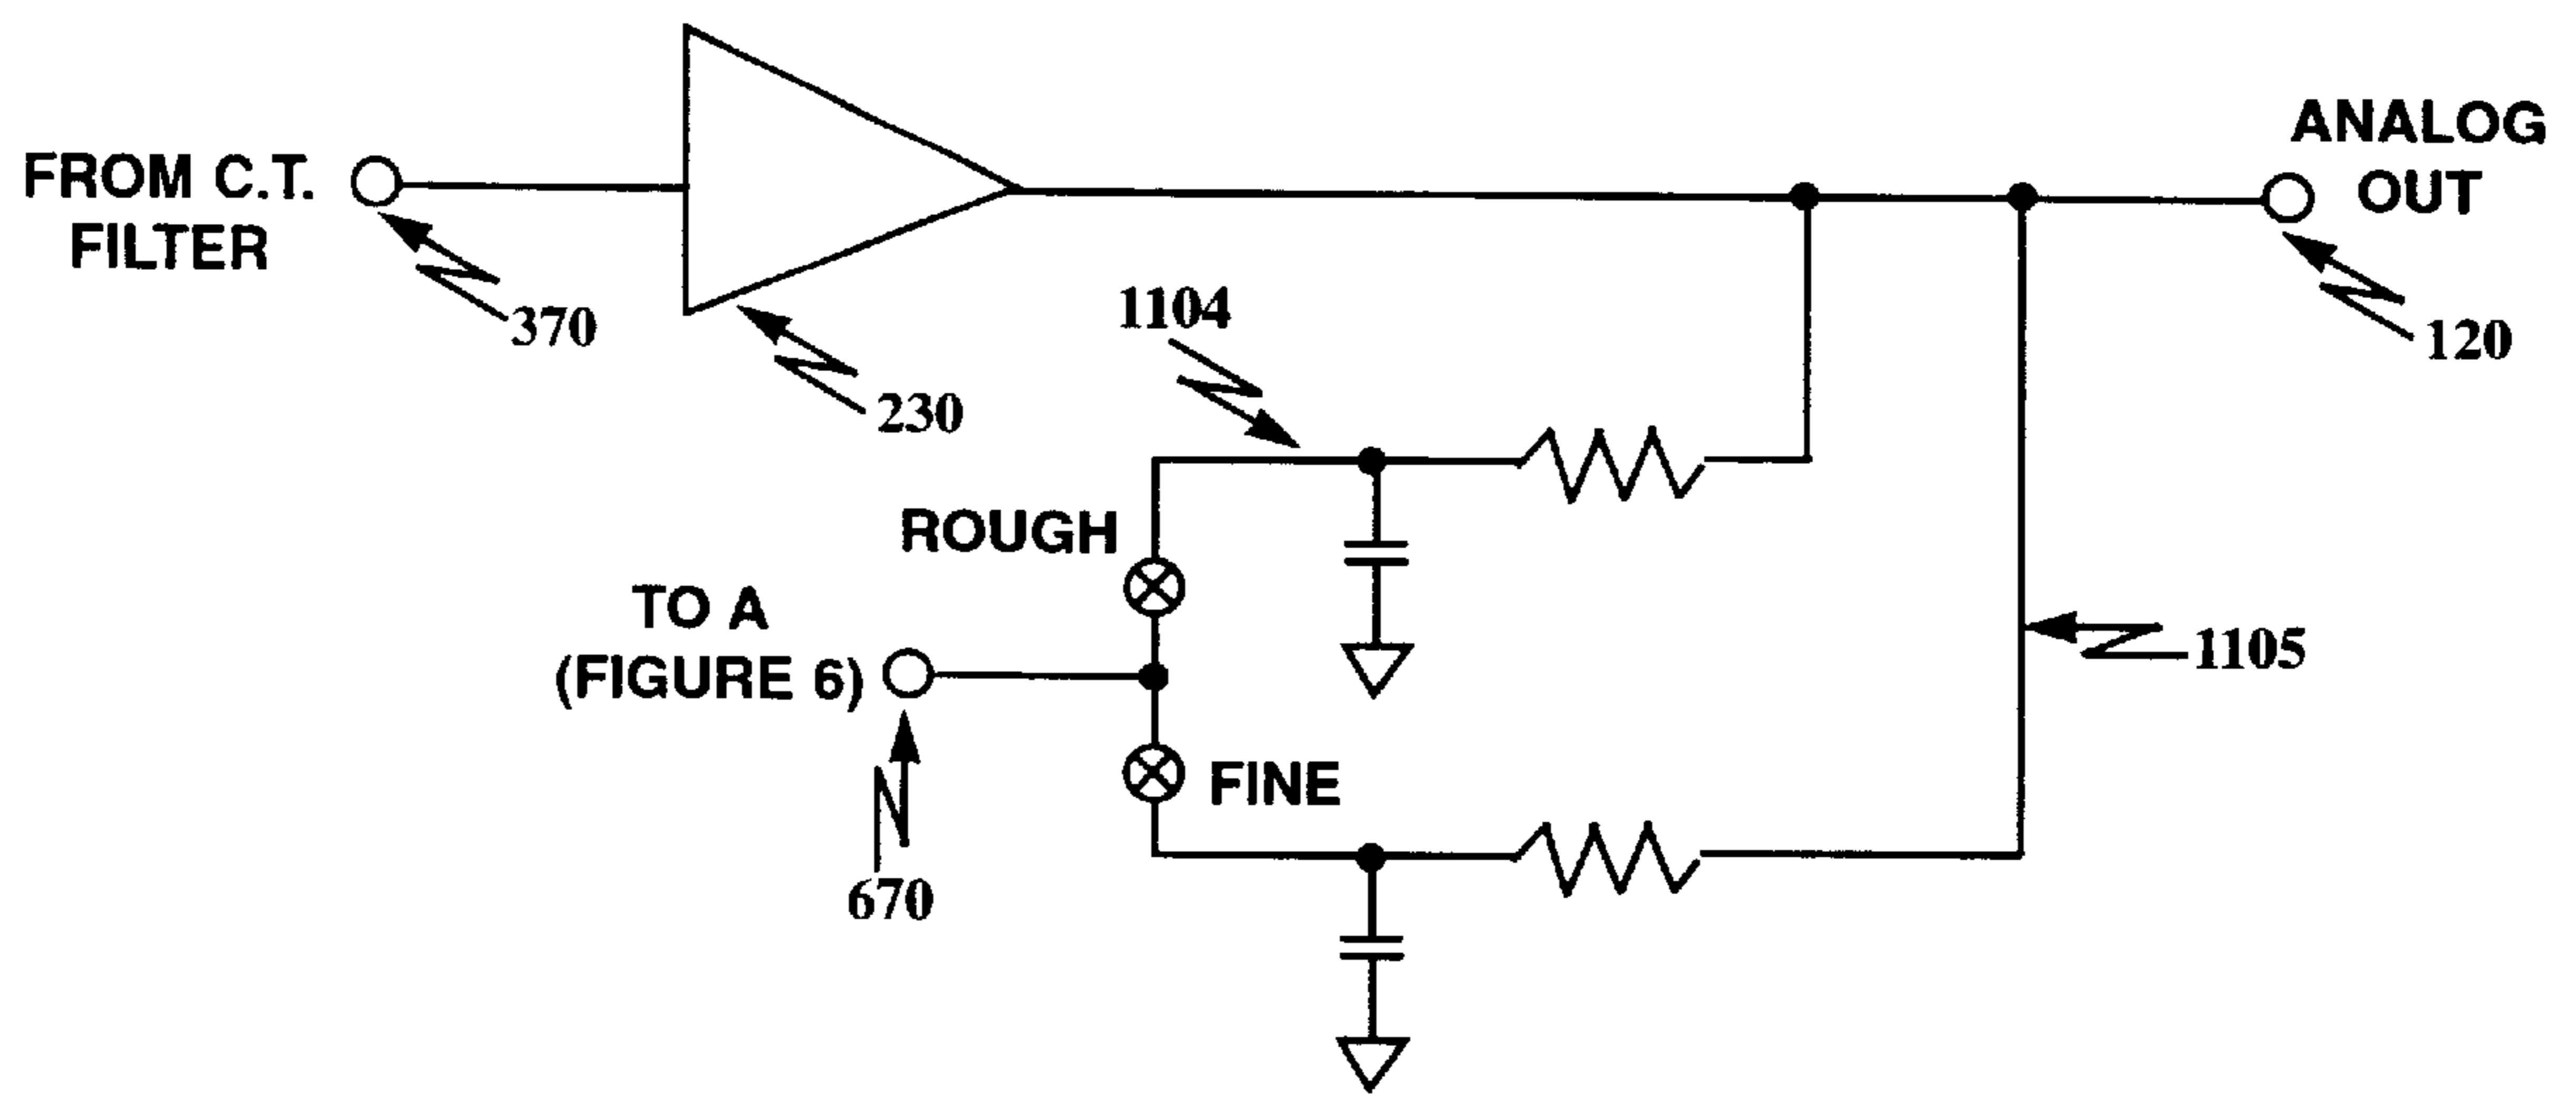 ANALOG
OUT
FROM C.T.
FILTER
370
230
1104
120
ROUGH
TO A
(FIGURE 6)
1105
FINE
670